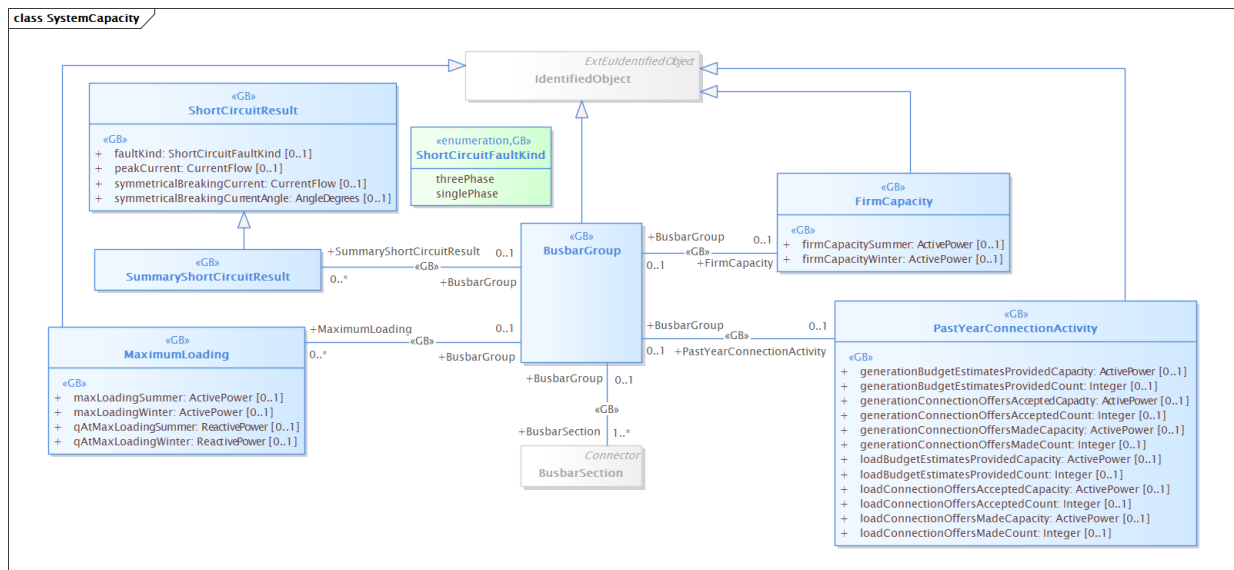 class SystemCapacity
ExtEuIdentifiedObject
IdentifiedObject
«GB»
ShortCircuitResult
«GB»
+ faultKind: ShortCircuitFaultKind [0..1]
+ peakCurrent: CurrentFlow [0..1]
+ symmetricalBreakingCurrent: CurrentFlow [0..1]
+ symmetricalBreakingCurrentAngle: AngleDegrees [0..1]
«enumeration,GB»
ShortCircuitFaultKind
threePhase
singlePhase
«GB»
FirmCapacity
+ firmCapacitySummer: ActivePower [0..1]
+ firmCapacityWinter: ActivePower [0..1]
«GB»
SummaryShortCircuitResult
+SummaryShortCircuitResult
0..*
«GB»
0..1
+BusbarGroup
«GB»
BusbarGroup
+BusbarGroup
0..1
«GB»
0..1
+FirmCapacity
«GB»
MaximumLoading
«GB»
+ maxLoadingSummer: ActivePower [0..1]
+ maxLoadingWinter: ActivePower [0..1]
+ qAtMaxLoadingSummer: ReactivePower [0..1]
+ qAtMaxLoadingWinter: ReactivePower [0..1]
+MaximumLoading
0..*
«GB»
0..1
+BusbarGroup
+BusbarGroup
0..1
«GB»
0..1
+PastYearConnectionActivity
«GB»
PastYearConnectionActivity
«GB»
+ generationBudgetEstimatesProvidedCapacity: ActivePower [0..1]
+ generationBudgetEstimatesProvidedCount: Integer [0..1]
+ generationConnectionOffersAcceptedCapacity: ActivePower [0..1]
+ generationConnectionOffersAcceptedCount: Integer [0..1]
+ generationConnectionOffersMadeCapacity: ActivePower [0..1]
+ generationConnectionOffersMadeCount: Integer [0..1]
+ loadBudgetEstimatesProvidedCapacity: ActivePower [0..1]
+ loadBudgetEstimatesProvidedCount: Integer [0..1]
+ loadConnectionOffersAcceptedCapacity: ActivePower [0..1]
+ loadConnectionOffersAcceptedCount: Integer [0..1]
+ loadConnectionOffersMadeCapacity: ActivePower [0..1]
+ loadConnectionOffersMadeCount: Integer [0..1]
+BusbarGroup
0..1
«GB»
+BusbarSection
1..*
Connector
BusbarSection